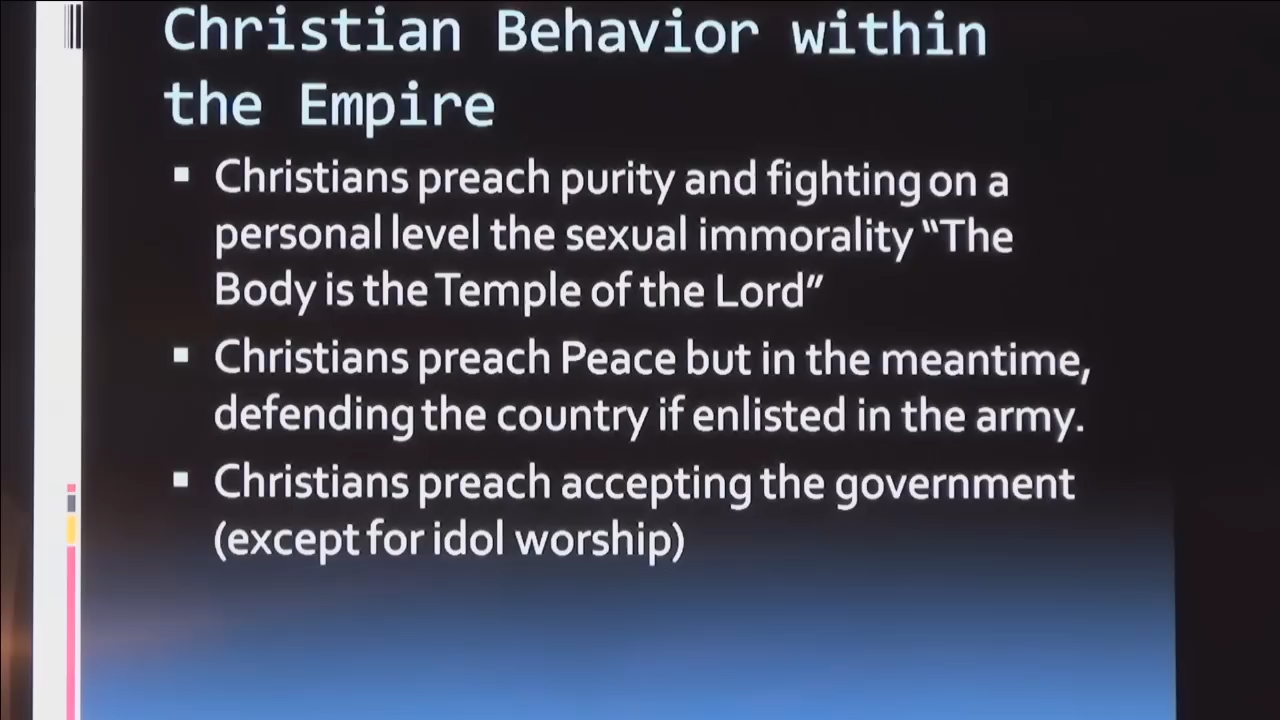 Christian Behavior within
the Empire
▪ Christians preach purity and fighting on a
personal level the sexual immorality “The
Body is the Temple of the Lord”
▪ Christians preach Peace but in the meantime,
defending the country if enlisted in the army.
▪ Christians preach accepting the government
(except for idol worship)